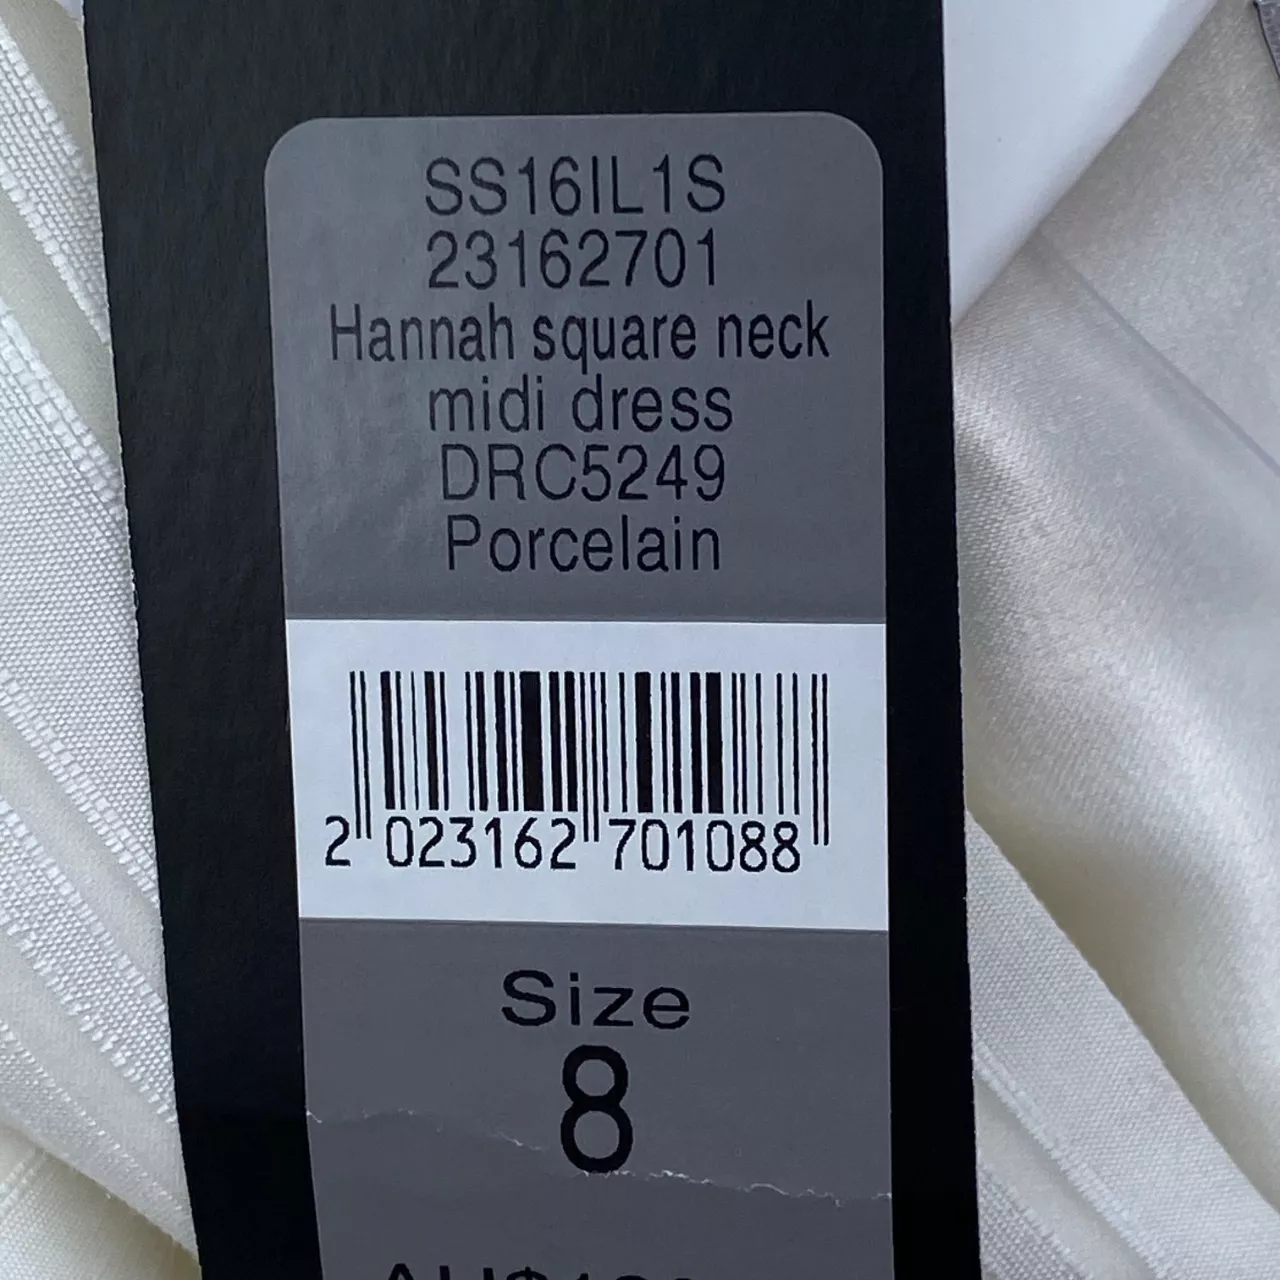 SS16IL1S
23162701
Hannah square neck
midi dress
DRC5249
Porcelain
2 023162 701088
Size
8